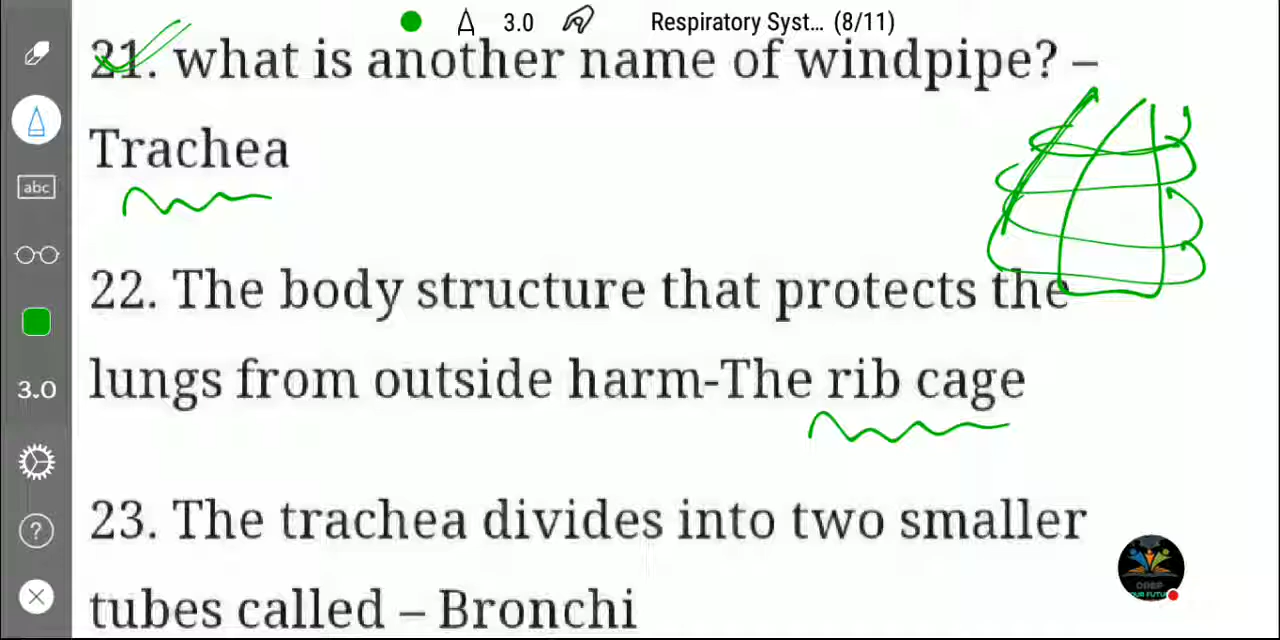 3.0 Respiratory Syst... (8/11)
21. what is another name of windpipe? –
Trachea
abc
22. The body structure that protects the
lungs from outside harm-The rib cage
3.0
23. The trachea divides into two smaller
tubes called – Bronchi
?